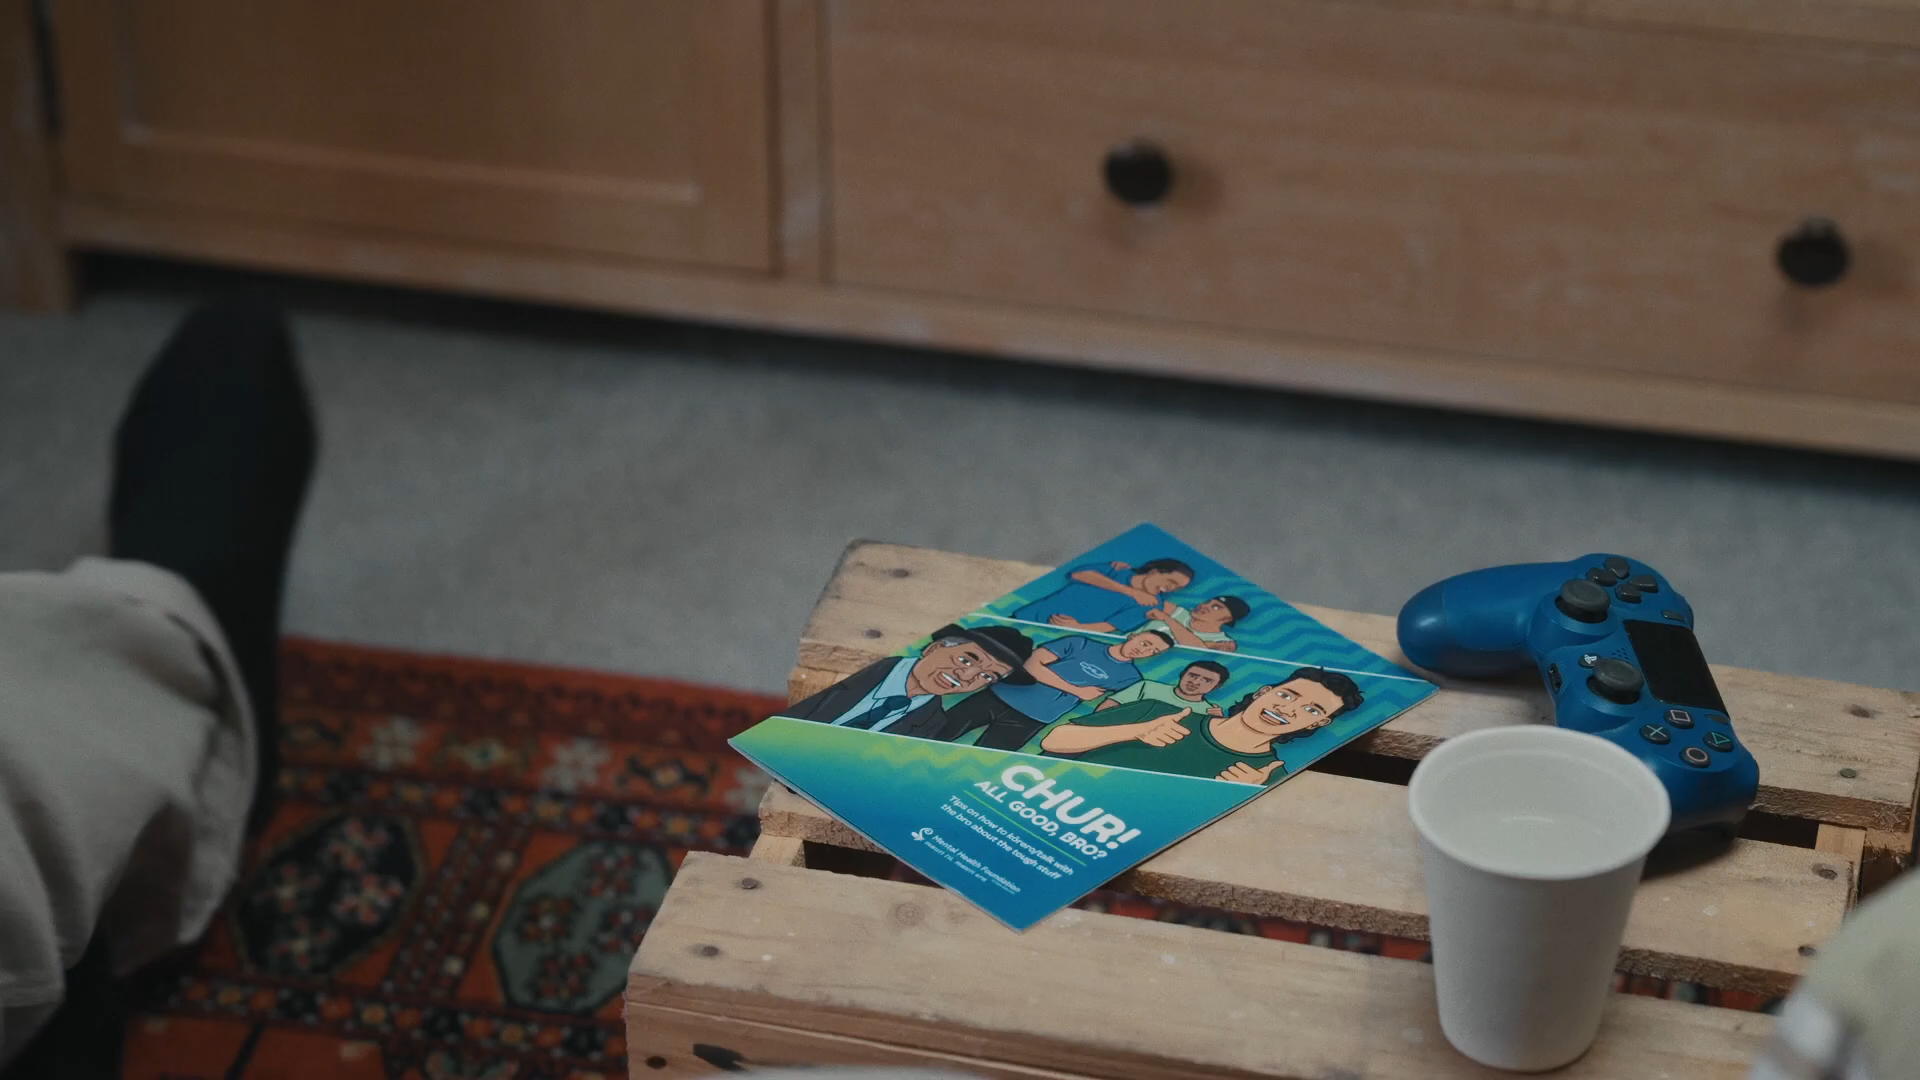 CHUR!
ALL GOOD, BRO?
Tips on how to kōrero/talk with
the bro about the tough stuff
Mental Health Foundation